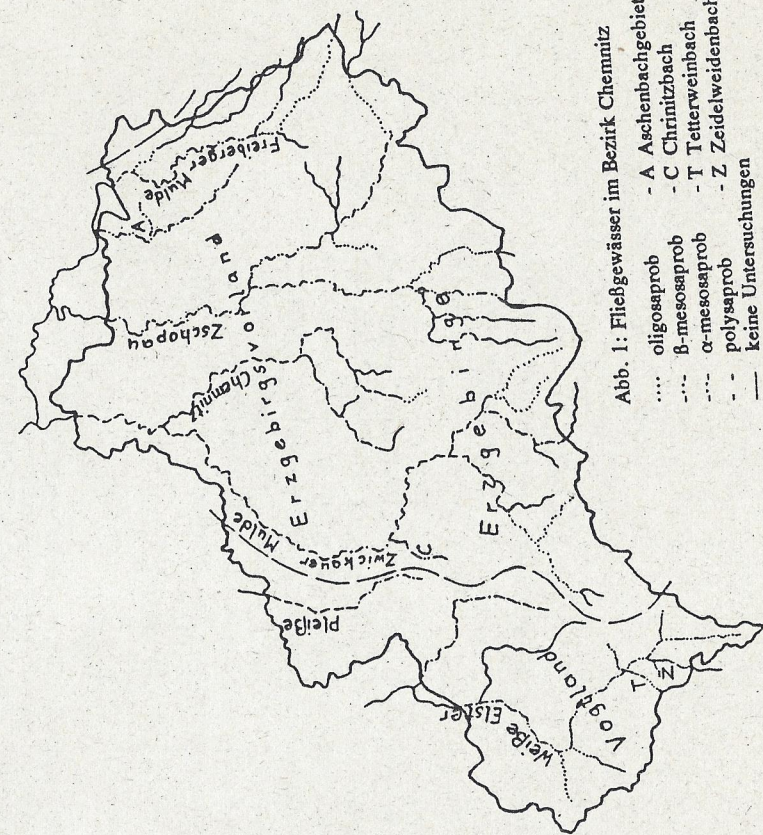 Freiberger
Mulde
A
Zschopau
Erzgebirgsvorland
Chemnitz
Erzgebirge
Zwickauer
Mulde
C
Pleiße
Weiße
Elster
Vogtland
T
Z
Abb. 1: Fließgewässer im Bezirk Chemnitz
.... oligosaprob - A Aschenbachgebiet
-···- β-mesosaprob - C Chrinitzbach
-··- α-mesosaprob - T Tetterweinbach
- - polysaprob - Z Zeidelweidenbach
— keine Untersuchungen